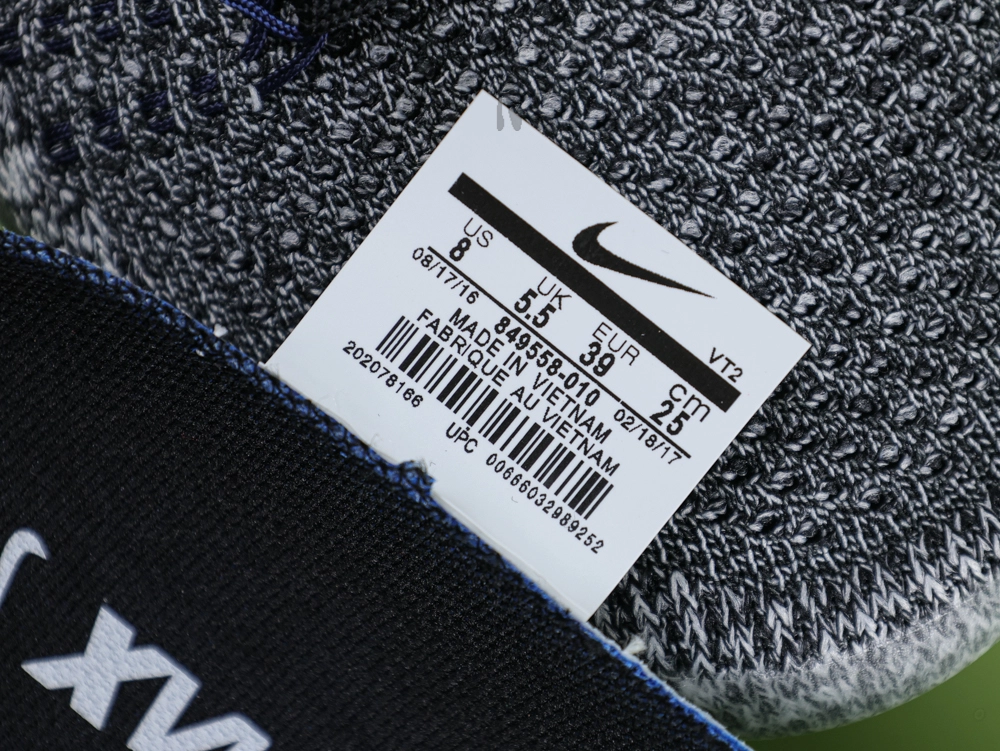 VT2
US UK EUR cm
8 5.5 39 25
08/17/16 849558-010 02/18/17
MADE IN VIETNAM
FABRIQUE AU VIETNAM
202078166
UPC 00666032989252